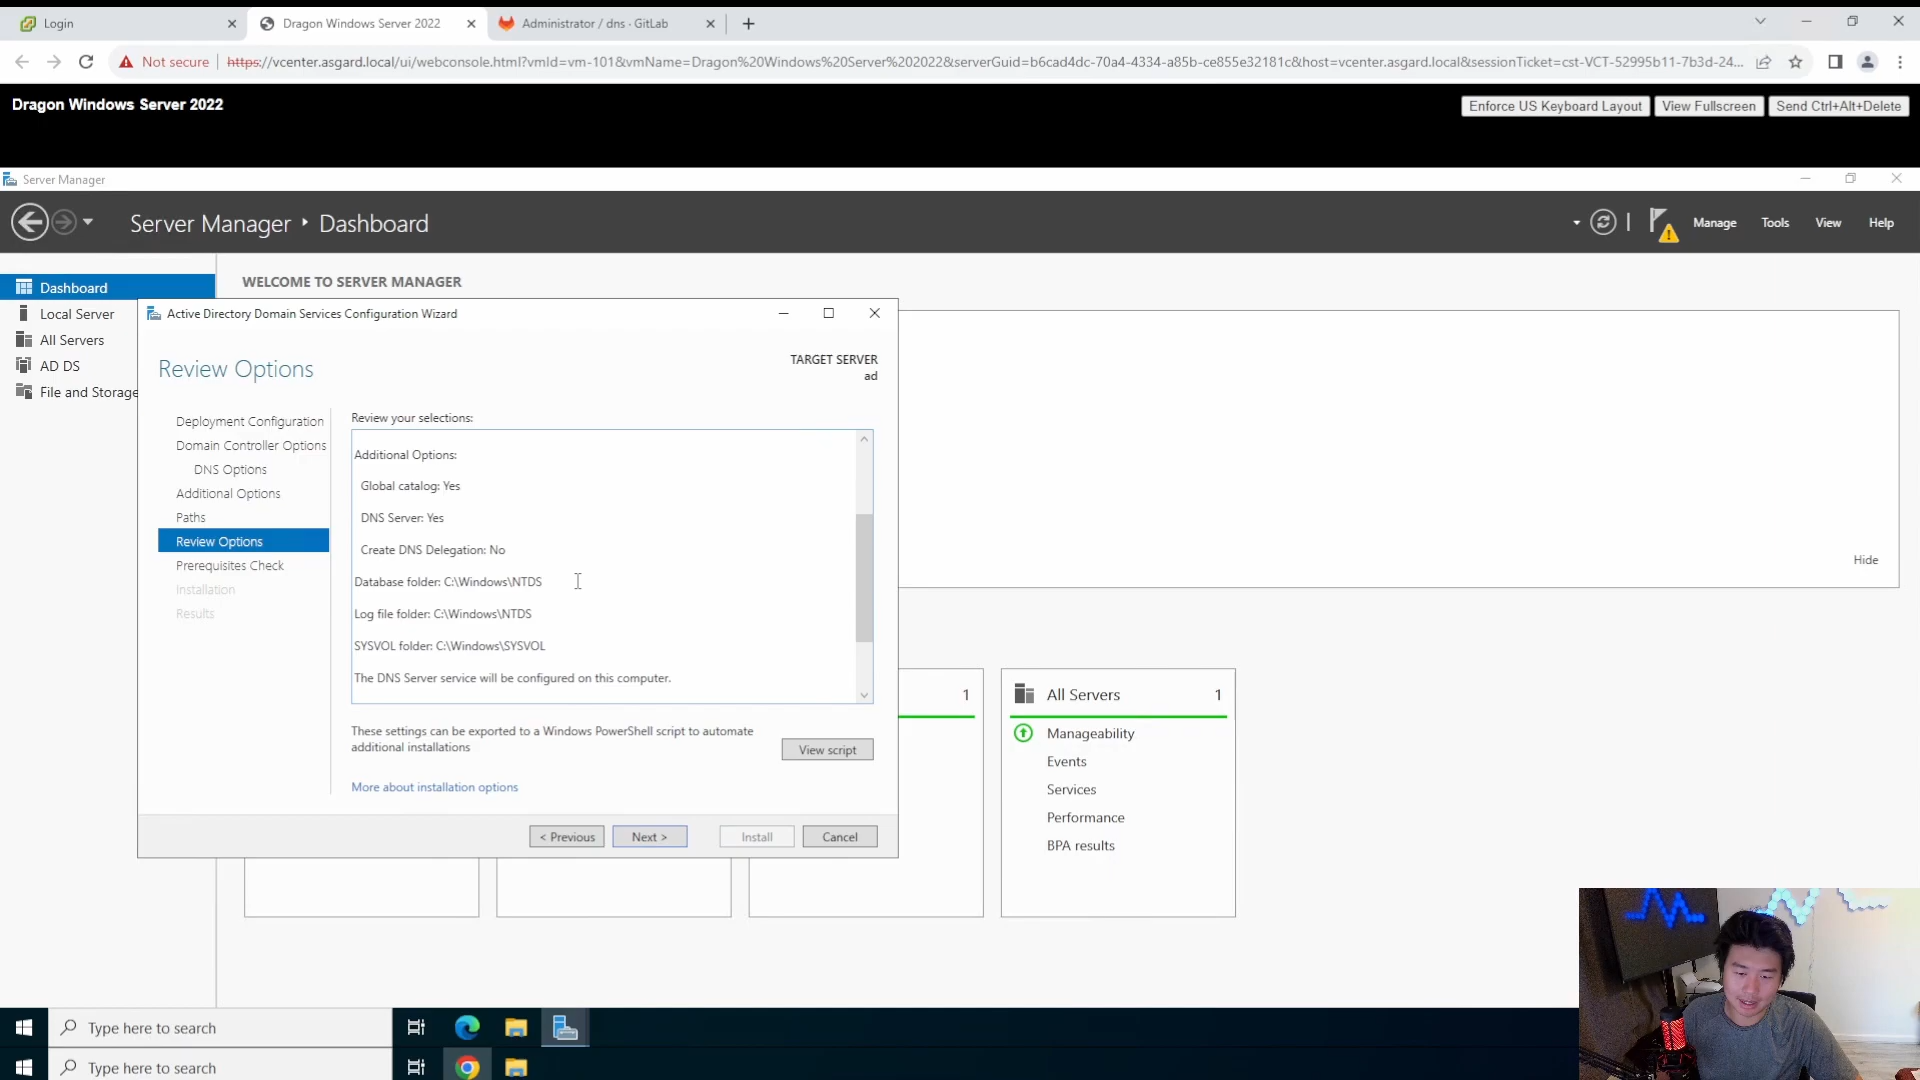 Login
Dragon Windows Server 2022
Administrator / dns · GitLab
Not secure
https://vcenter.asgard.local/ui/webconsole.html?vmId=vm-101&vmName=Dragon%20Windows%20Server%202022&serverGuid=b6cad4dc-70a4-4334-a85b-ce855e32181c&host=vcenter.asgard.local&sessionTicket=cst-VCT-52995b11-7b3d-24...
Dragon Windows Server 2022
Enforce US Keyboard Layout
View Fullscreen
Send Ctrl+Alt+Delete
Server Manager
Server Manager
Dashboard
Manage
Tools
View
Help
Dashboard
Local Server
All Servers
AD DS
File and Storage
WELCOME TO SERVER MANAGER
Active Directory Domain Services Configuration Wizard
Review Options
TARGET SERVER
ad
Deployment Configuration
Domain Controller Options
DNS Options
Additional Options
Paths
Review Options
Prerequisites Check
Installation
Results
Review your selections:
Additional Options:
Global catalog: Yes
DNS Server: Yes
Create DNS Delegation: No
Database folder: C:\Windows\NTDS
Log file folder: C:\Windows\NTDS
SYSVOL folder: C:\Windows\SYSVOL
The DNS Server service will be configured on this computer.
These settings can be exported to a Windows PowerShell script to automate
additional installations
View script
More about installation options
< Previous
Next >
Install
Cancel
Hide
1
All Servers
1
Manageability
Events
Services
Performance
BPA results
Type here to search
Type here to search